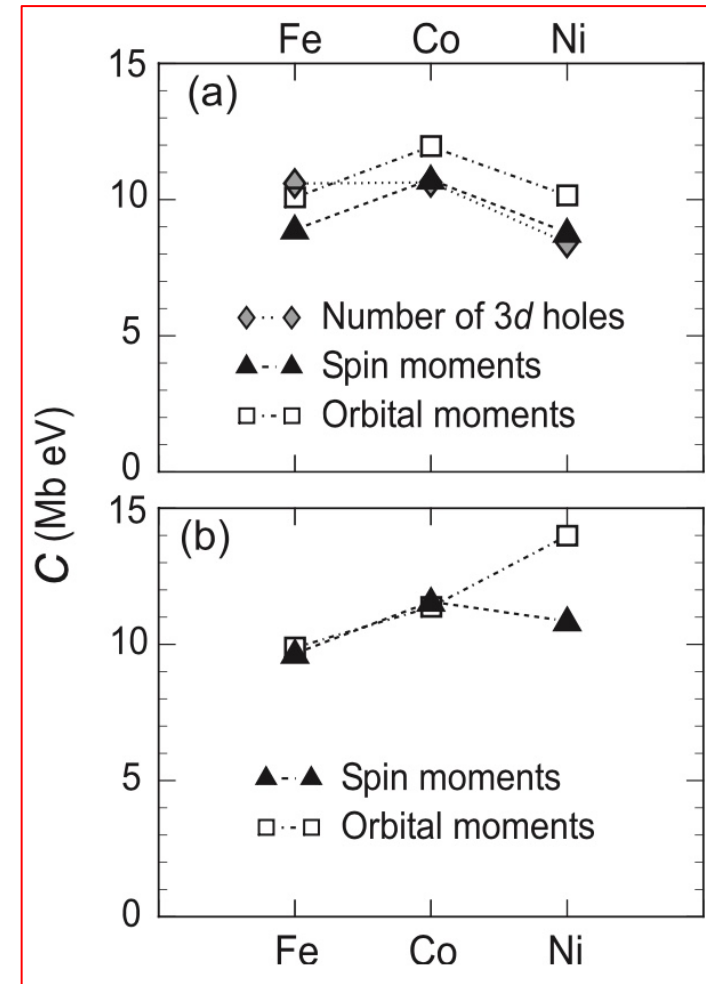 Fe Co Ni
15
(a)
10
Number of 3d holes
5
Spin moments
Orbital moments
0
C (Mb eV)
15
(b)
10
5
Spin moments
Orbital moments
0
Fe Co Ni